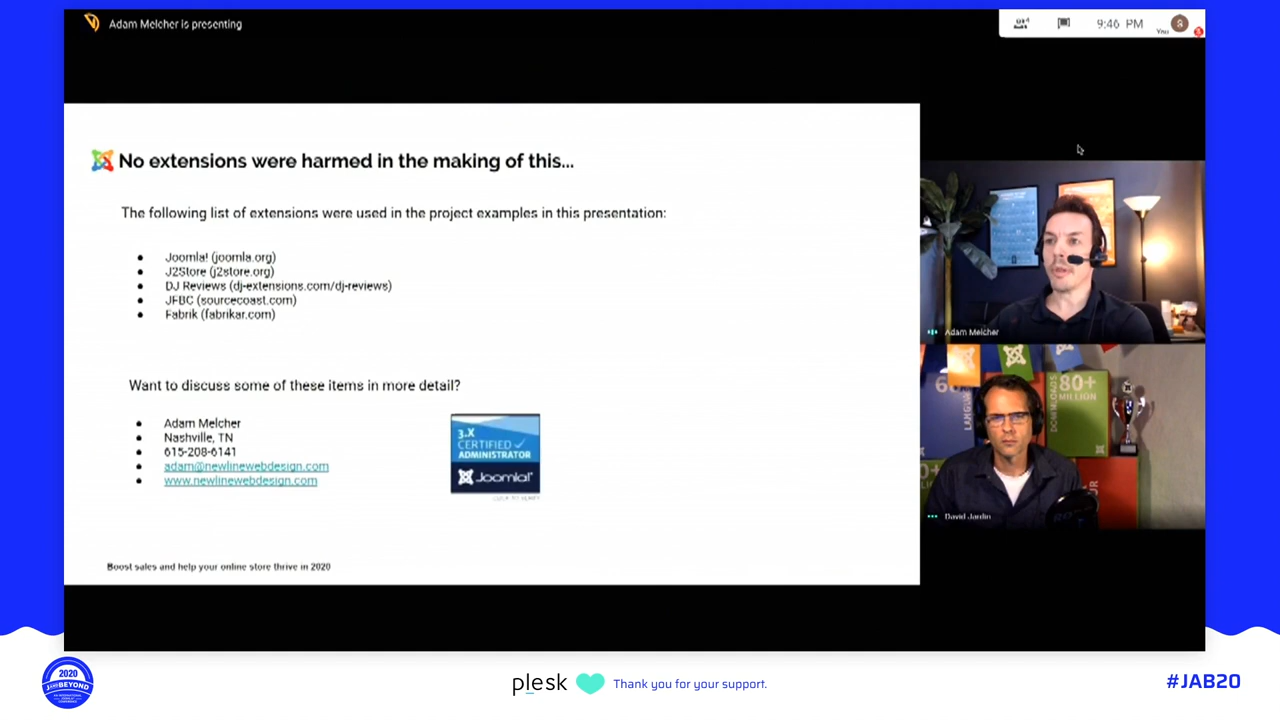 Adam Melcher is presenting
9:46 PM
You
S
No extensions were harmed in the making of this...
The following list of extensions were used in the project examples in this presentation:
● Joomla! (joomla.org)
● J2Store (j2store.org)
● DJ Reviews (dj-extensions.com/dj-reviews)
● JFBC (sourcecoast.com)
● Fabrik (fabrikar.com)
Want to discuss some of these items in more detail?
● Adam Melcher
● Nashville, TN
● 615-208-6141
● adam@newlinewebdesign.com
● www.newlinewebdesign.com
3.X
CERTIFIED
ADMINISTRATOR
Joomla!
CLICK TO VERIFY
Boost sales and help your online store thrive in 2020
Adam Melcher
80+
MILLION
DOWNLOADS
David Jardin
2020
JANDBEYOND
plesk
Thank you for your support.
#JAB20